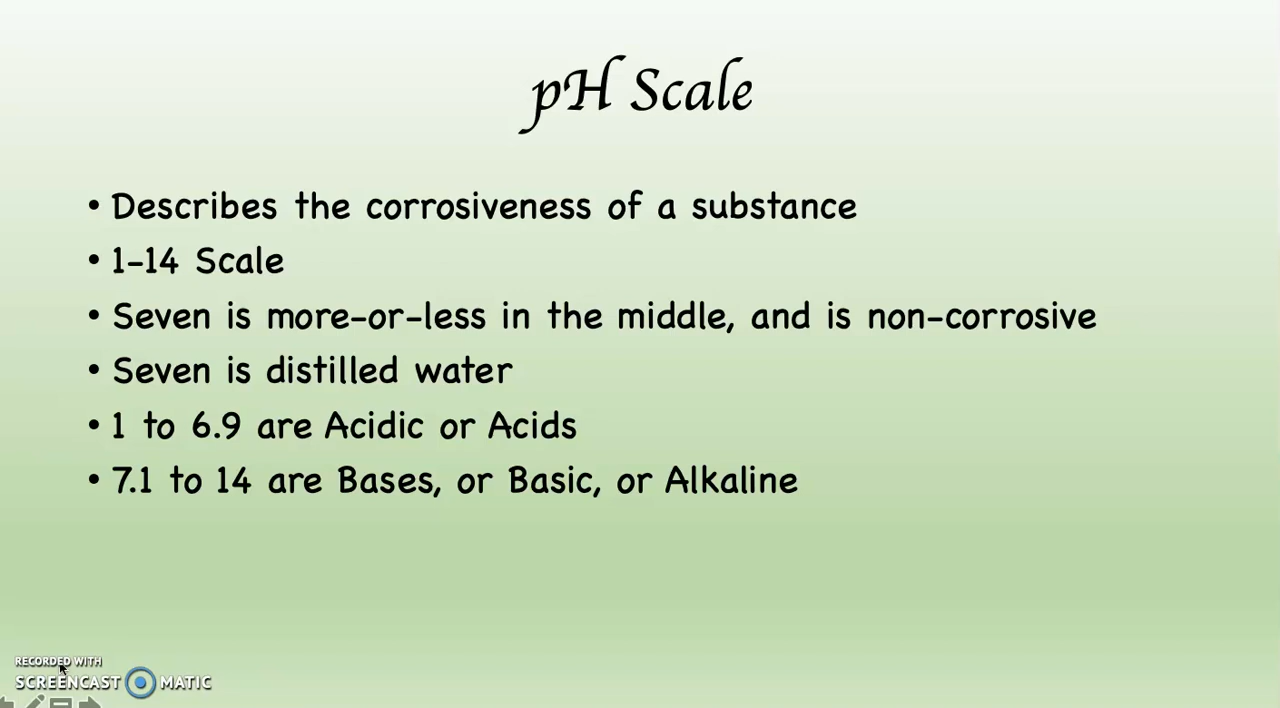 pH Scale
• Describes the corrosiveness of a substance
• 1-14 Scale
• Seven is more-or-less in the middle, and is non-corrosive
• Seven is distilled water
• 1 to 6.9 are Acidic or Acids
• 7.1 to 14 are Bases, or Basic, or Alkaline
RECORDED WITH
SCREENCAST MATIC